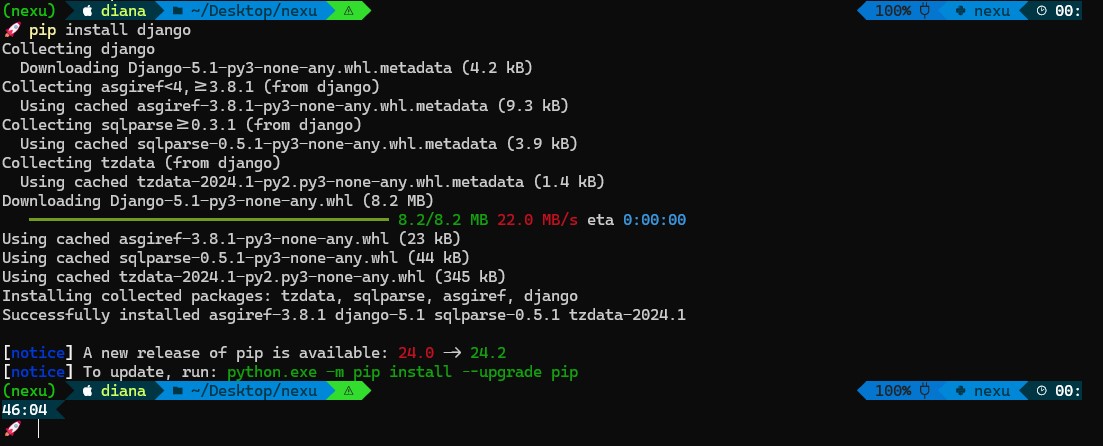 (nexu) diana ~/Desktop/nexu 100% nexu 00:
pip install django
Collecting django
Downloading Django-5.1-py3-none-any.whl.metadata (4.2 kB)
Collecting asgiref<4,≥3.8.1 (from django)
Using cached asgiref-3.8.1-py3-none-any.whl.metadata (9.3 kB)
Collecting sqlparse≥0.3.1 (from django)
Using cached sqlparse-0.5.1-py3-none-any.whl.metadata (3.9 kB)
Collecting tzdata (from django)
Using cached tzdata-2024.1-py2.py3-none-any.whl.metadata (1.4 kB)
Downloading Django-5.1-py3-none-any.whl (8.2 MB)
8.2/8.2 MB 22.0 MB/s eta 0:00:00
Using cached asgiref-3.8.1-py3-none-any.whl (23 kB)
Using cached sqlparse-0.5.1-py3-none-any.whl (44 kB)
Using cached tzdata-2024.1-py2.py3-none-any.whl (345 kB)
Installing collected packages: tzdata, sqlparse, asgiref, django
Successfully installed asgiref-3.8.1 django-5.1 sqlparse-0.5.1 tzdata-2024.1
[notice] A new release of pip is available: 24.0 → 24.2
[notice] To update, run: python.exe -m pip install --upgrade pip
(nexu) diana ~/Desktop/nexu 100% nexu 00:
46:04